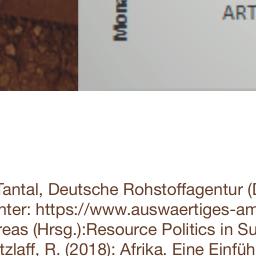 Mona
ART
Tantal, Deutsche Rohstoffagentur (D
nter: https://www.auswaertiges-am
reas (Hrsg.):Resource Politics in Su
tzlaff, R. (2018): Afrika. Eine Einfüh